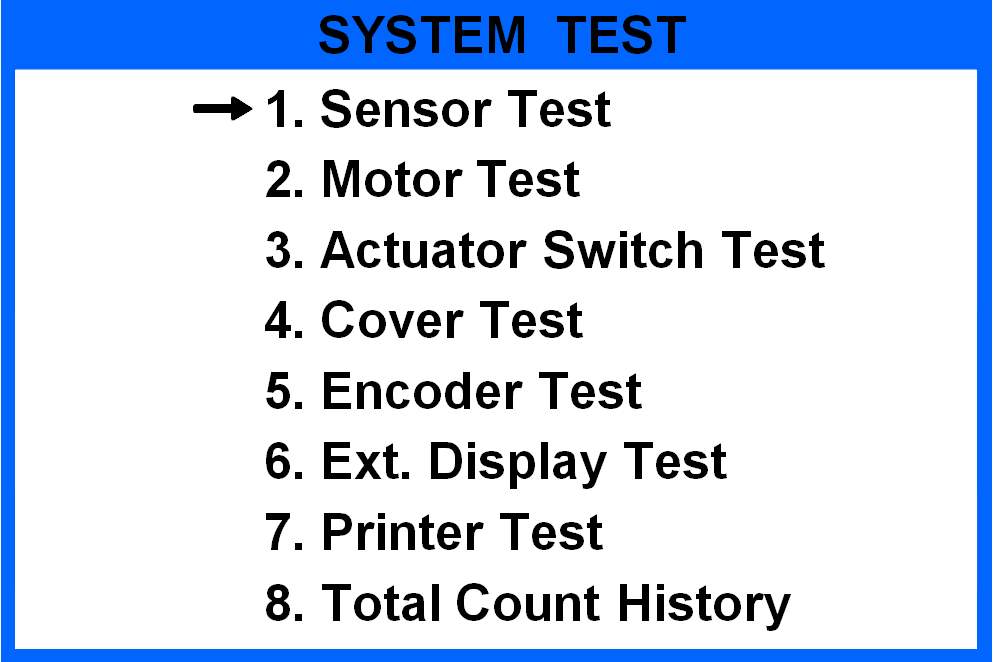 SYSTEM TEST
1. Sensor Test
2. Motor Test
3. Actuator Switch Test
4. Cover Test
5. Encoder Test
6. Ext. Display Test
7. Printer Test
8. Total Count History